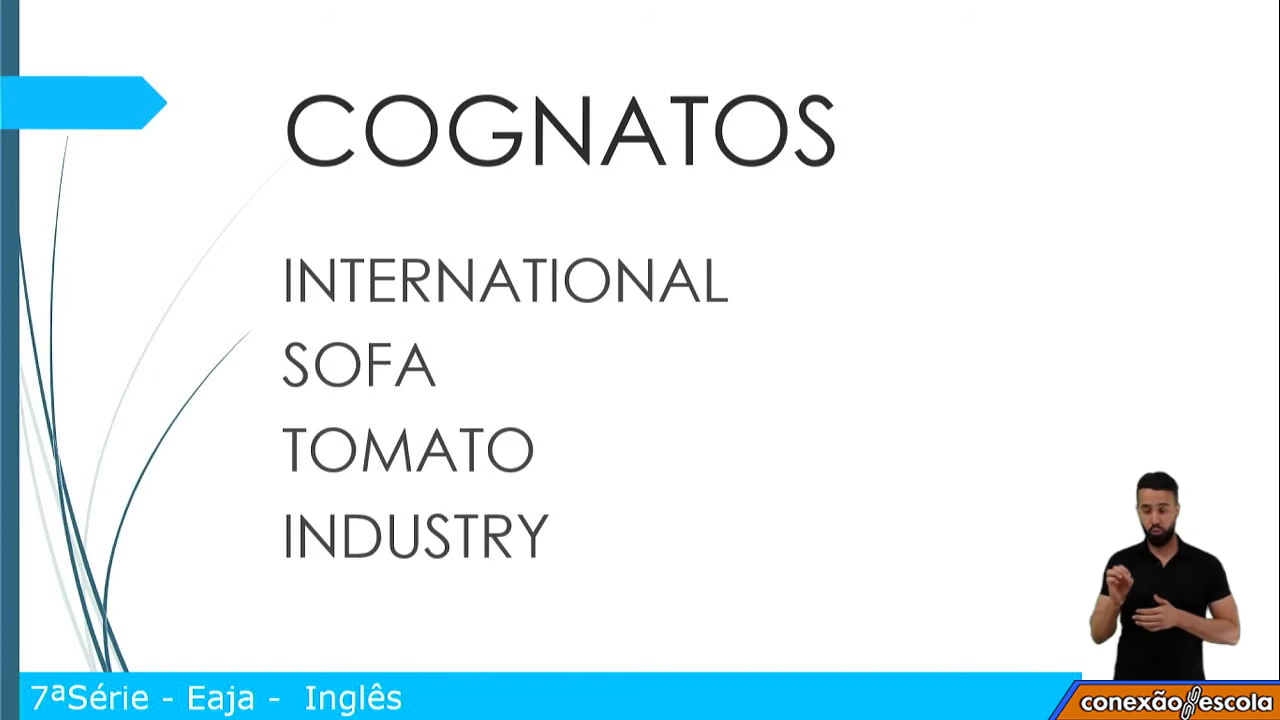 COGNATOS
INTERNATIONAL
SOFA
TOMATO
INDUSTRY
7ªSérie - Eaja - Inglês
conexão escola